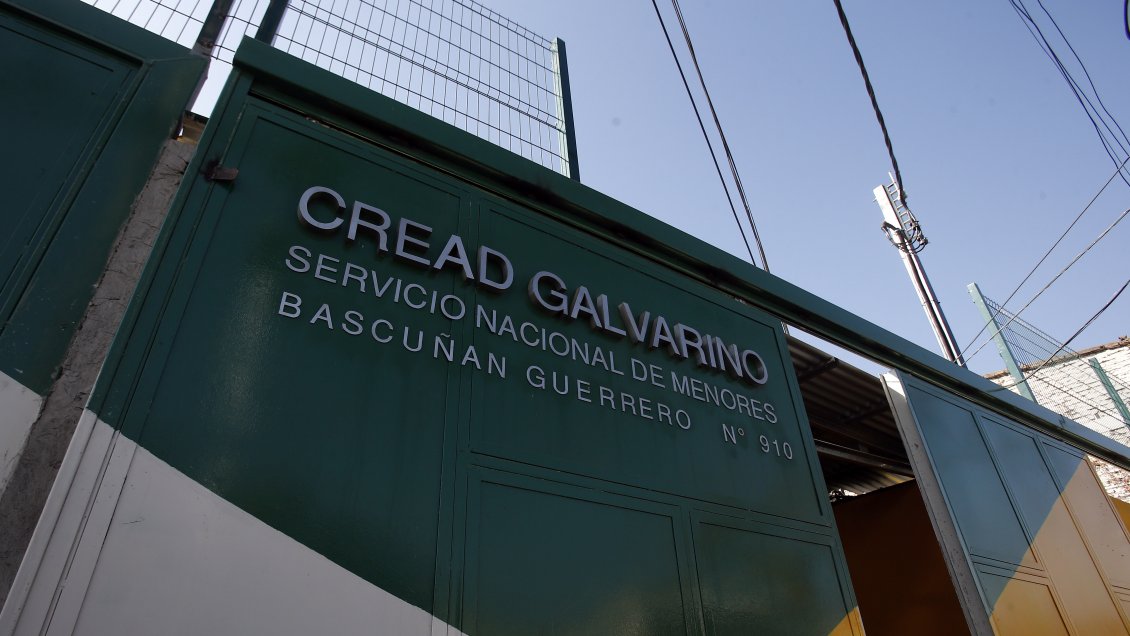 CREAD GALVARINO
SERVICIO NACIONAL DE MENORES
BASCUÑAN GUERRERO N° 910